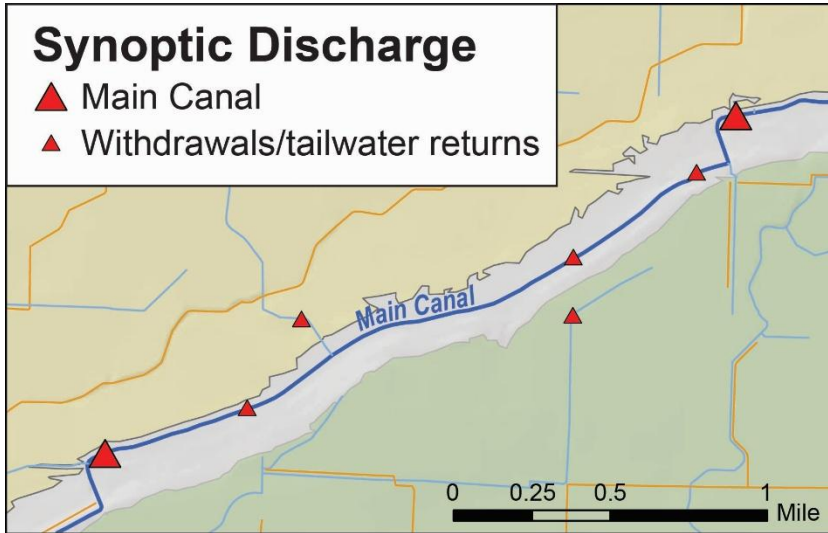 Synoptic Discharge
Main Canal
Withdrawals/tailwater returns
Main Canal
0 0.25 0.5 1
Mile